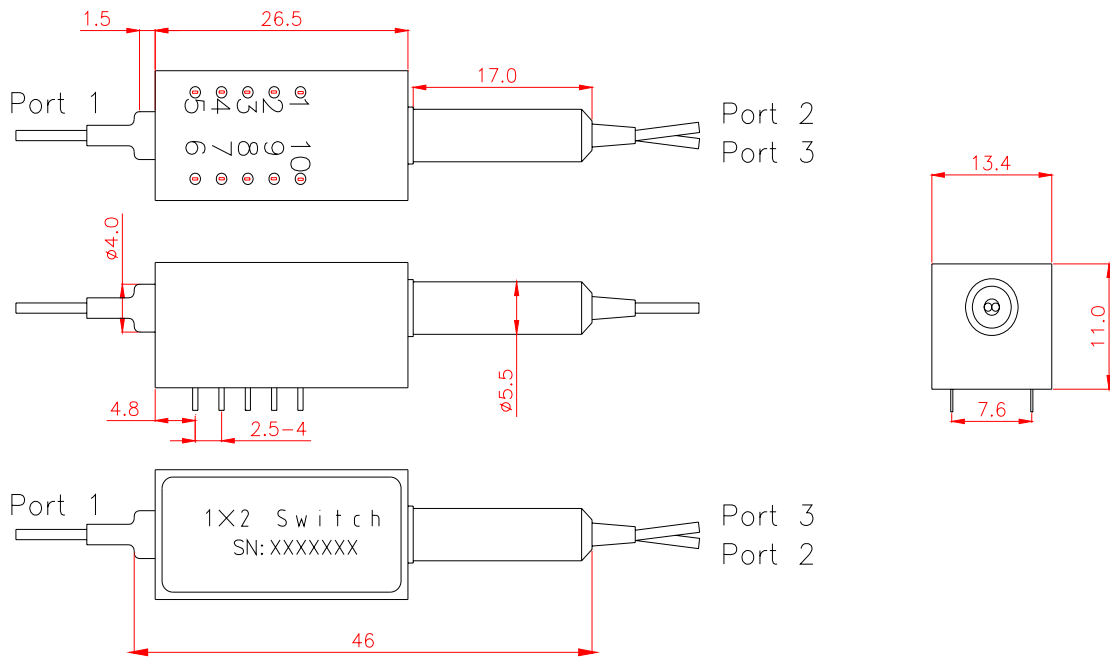 1.5
26.5
17.0
Port 1
5 4 3 2 1
6 7 8 9 10
Port 2
Port 3
13.4
ø4.0
ø5.5
11.0
4.8
2.5-4
7.6
Port 1
1X2 Switch
SN: XXXXXXX
Port 3
Port 2
46